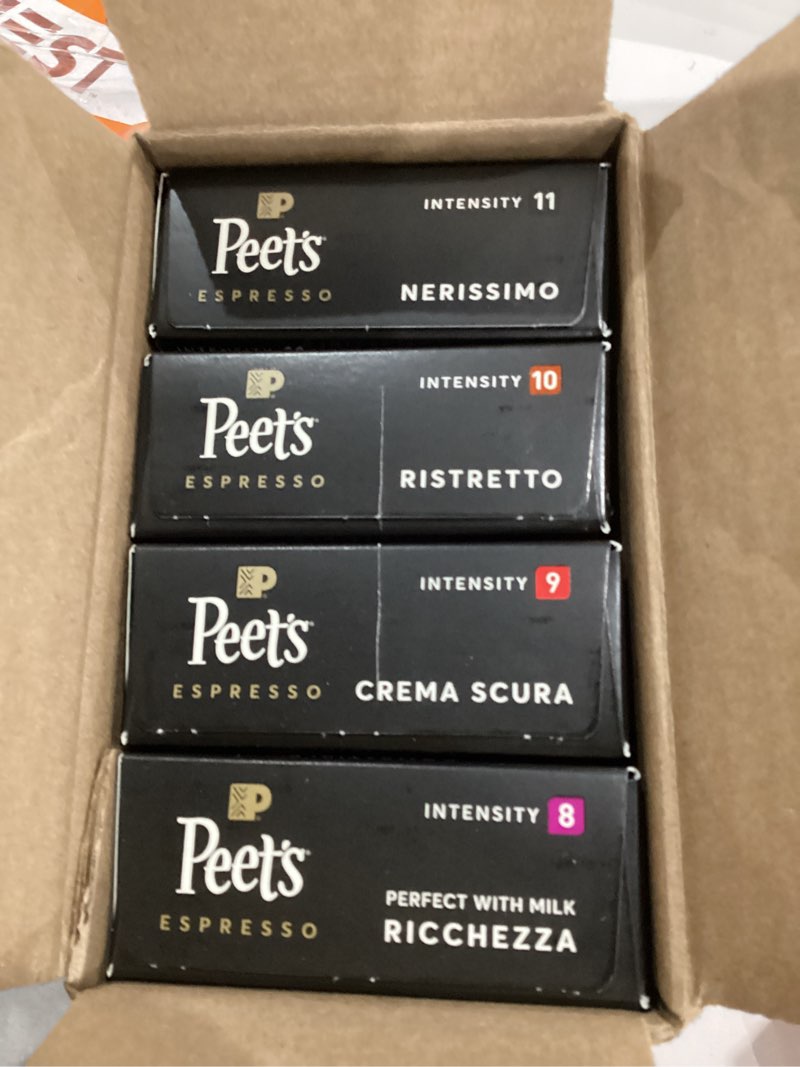 EST
P
Peet's
ESPRESSO
INTENSITY 11
NERISSIMO
P
Peet's
ESPRESSO
INTENSITY 10
RISTRETTO
P
Peet's
ESPRESSO
INTENSITY 9
CREMA SCURA
P
Peet's
ESPRESSO
INTENSITY 8
PERFECT WITH MILK
RICCHEZZA